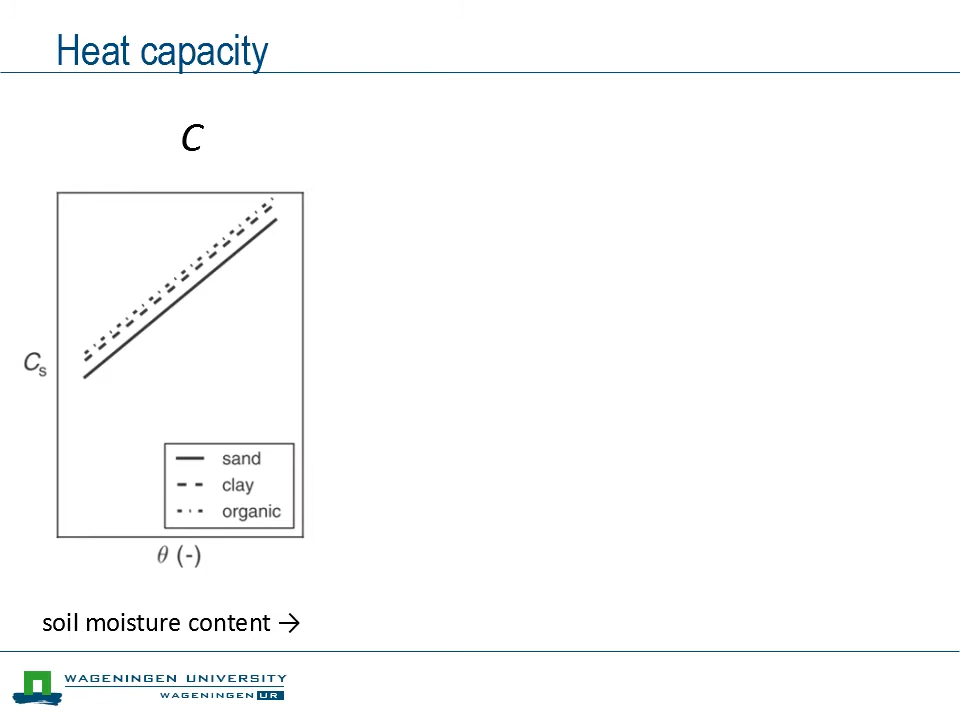 Heat capacity
C
Cs
sand
clay
organic
θ (-)
soil moisture content →
WAGENINGEN UNIVERSITY
WAGENINGEN UR